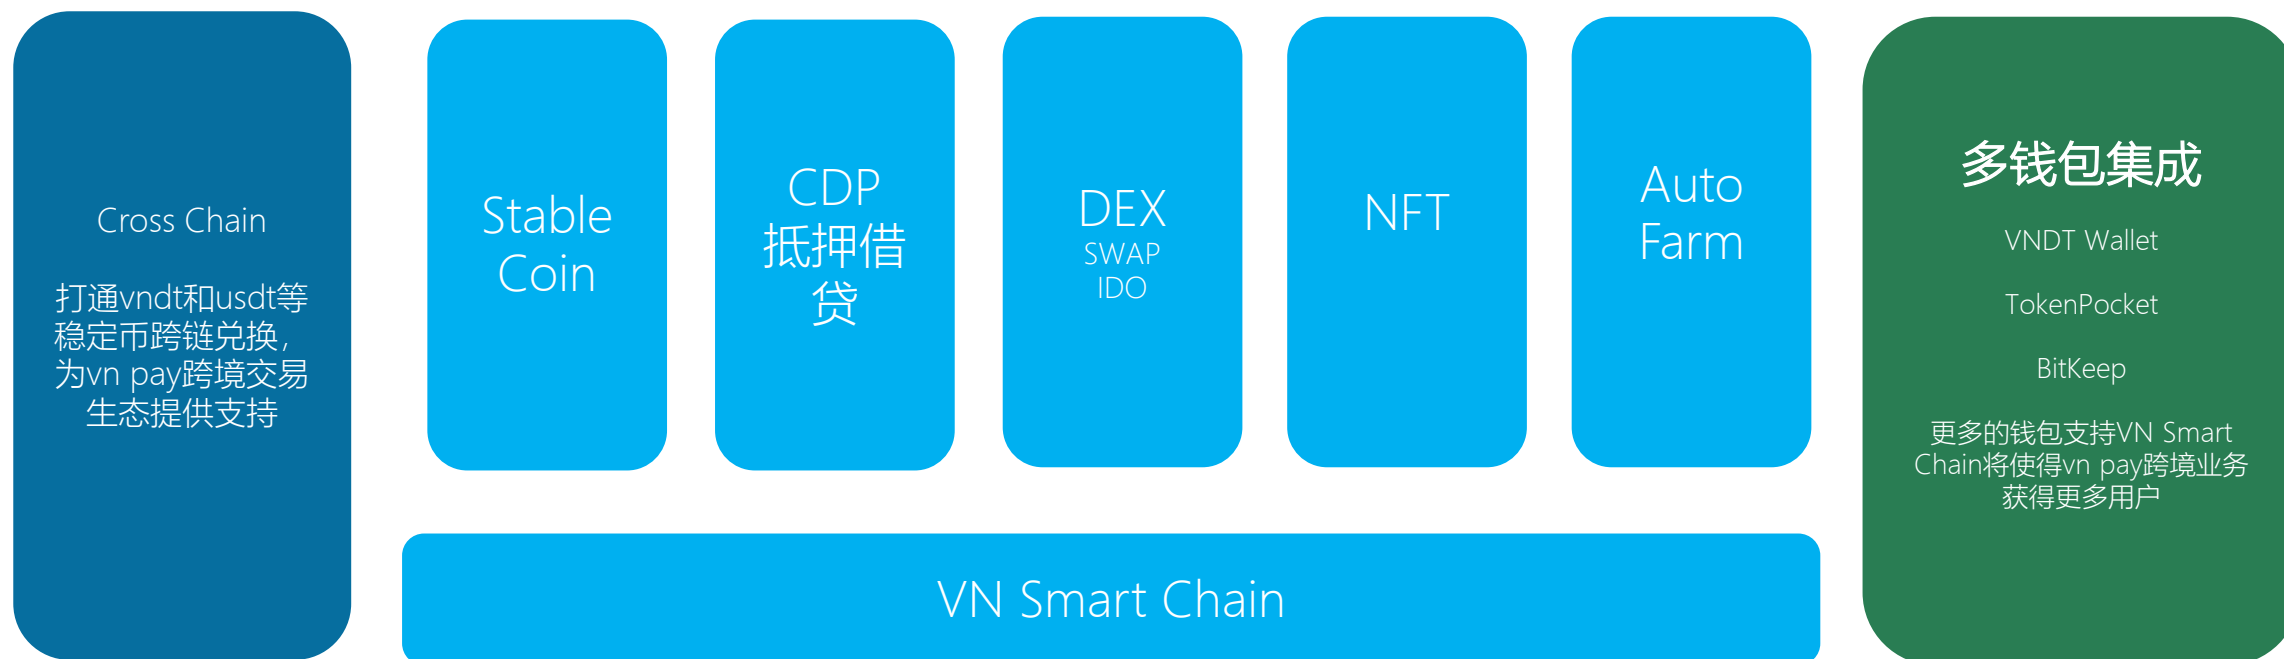 Cross Chain
打通vndt和usdt等
稳定币跨链兑换，
为vn pay跨境交易
生态提供支持
Stable
Coin
CDP
抵押借
贷
DEX
SWAP
IDO
NFT
Auto
Farm
多钱包集成
VNDT Wallet
TokenPocket
BitKeep
更多的钱包支持VN Smart
Chain将使得vn pay跨境业务
获得更多用户
VN Smart Chain